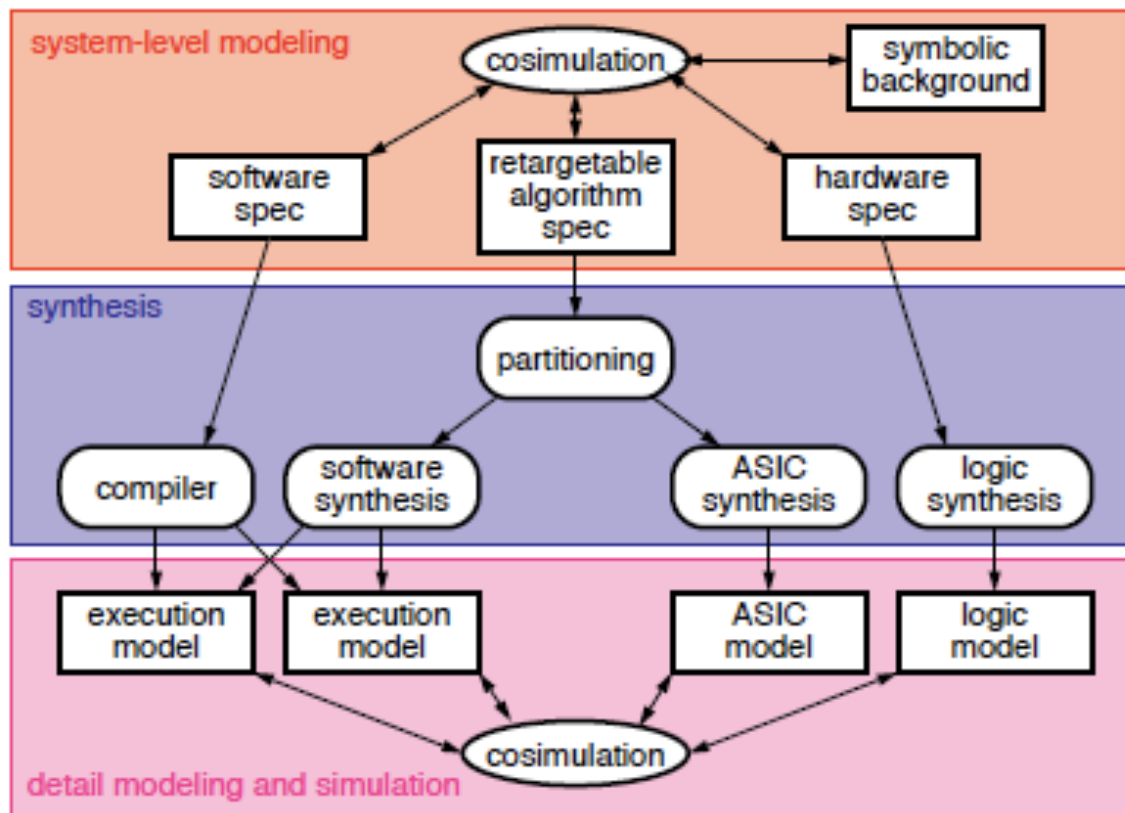 system-level modeling
cosimulation
symbolic
background
software
spec
retargetable
algorithm
spec
hardware
spec
synthesis
partitioning
compiler
software
synthesis
ASIC
synthesis
logic
synthesis
execution
model
execution
model
ASIC
model
logic
model
cosimulation
detail modeling and simulation